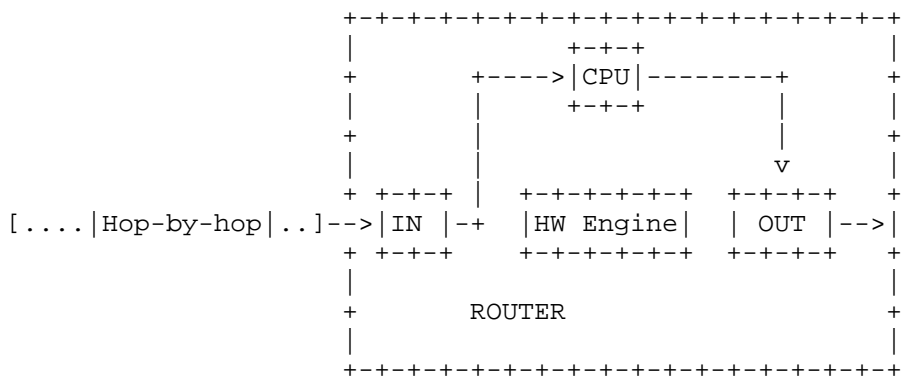 CPU
[....|Hop-by-hop|..]-->|IN |-+ |HW Engine| | OUT |-->|
ROUTER